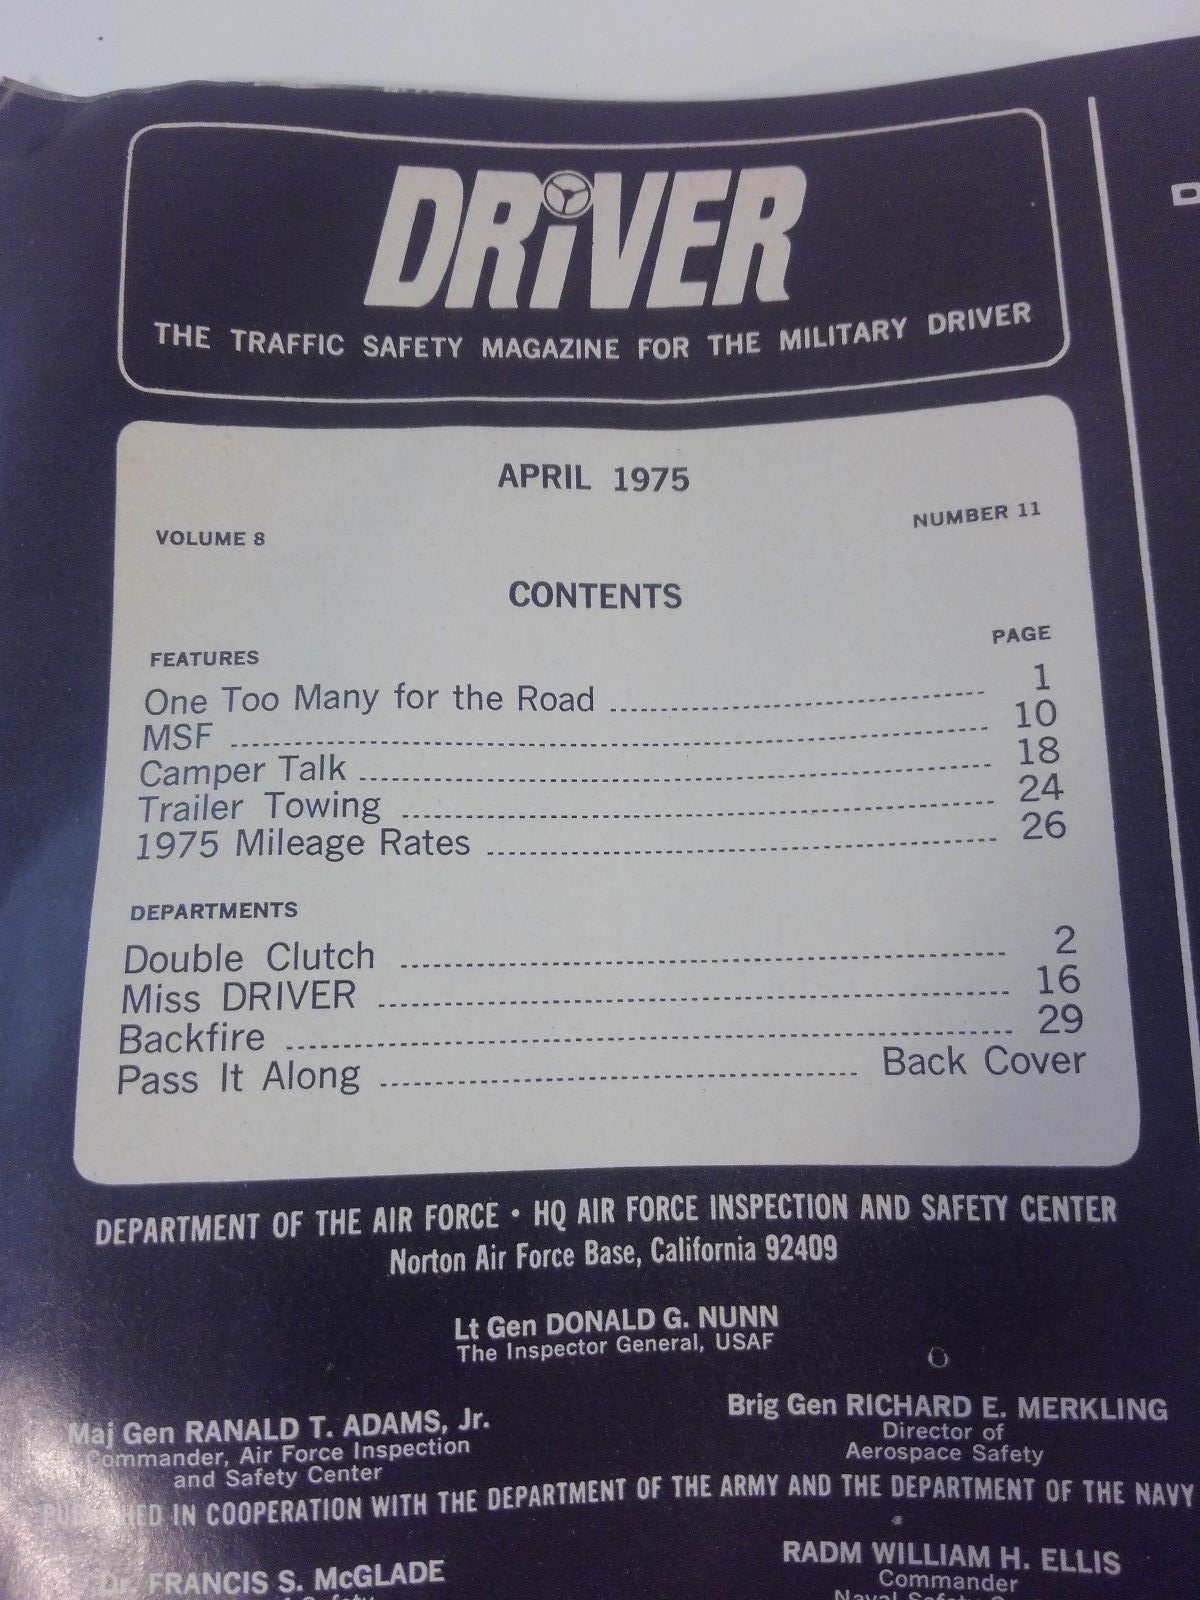 DRiVER
THE TRAFFIC SAFETY MAGAZINE FOR THE MILITARY DRIVER
APRIL 1975
VOLUME 8 NUMBER 11
CONTENTS
FEATURES PAGE
One Too Many for the Road 1
MSF 10
Camper Talk 18
Trailer Towing 24
1975 Mileage Rates 26
DEPARTMENTS
Double Clutch 2
Miss DRIVER 16
Backfire 29
Pass It Along Back Cover
DEPARTMENT OF THE AIR FORCE • HQ AIR FORCE INSPECTION AND SAFETY CENTER
Norton Air Force Base, California 92409
Lt Gen DONALD G. NUNN
The Inspector General, USAF
Maj Gen RANALD T. ADAMS, Jr.
Commander, Air Force Inspection
and Safety Center
Brig Gen RICHARD E. MERKLING
Director of
Aerospace Safety
PUBLISHED IN COOPERATION WITH THE DEPARTMENT OF THE ARMY AND THE DEPARTMENT OF THE NAVY
Dr. FRANCIS S. McGLADE
RADM WILLIAM H. ELLIS
Commander
Naval Safety